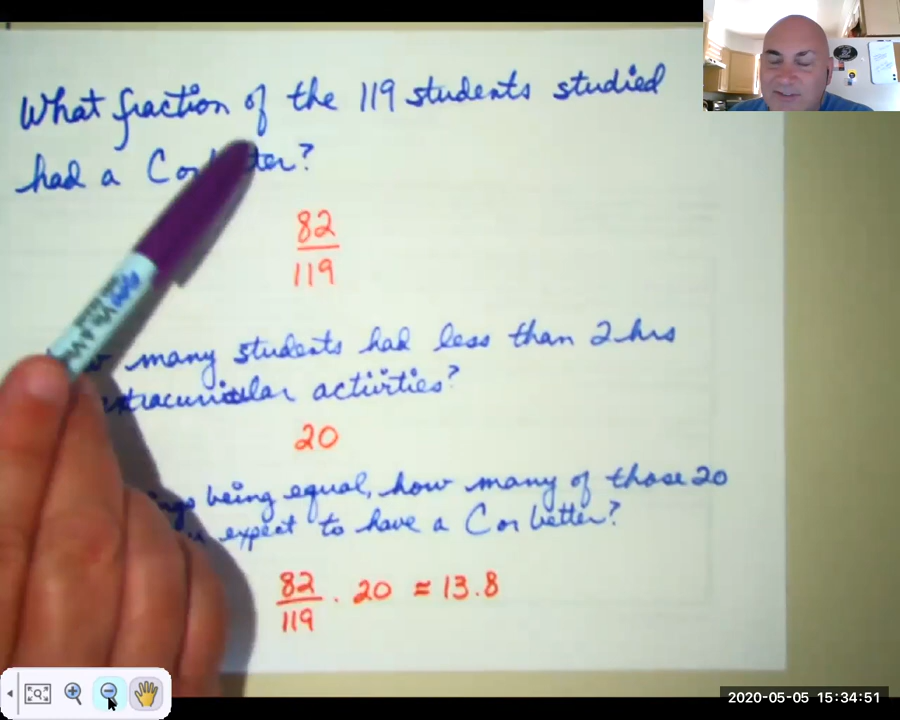 What fraction of the 119 students studied
had a C or better?
82
119
many students had less than 2 hrs
extracurricular activities?
20
being equal, how many of those 20
expect to have a C or better?
82
119
. 20 ≈ 13.8
2020-05-05 15:34:51